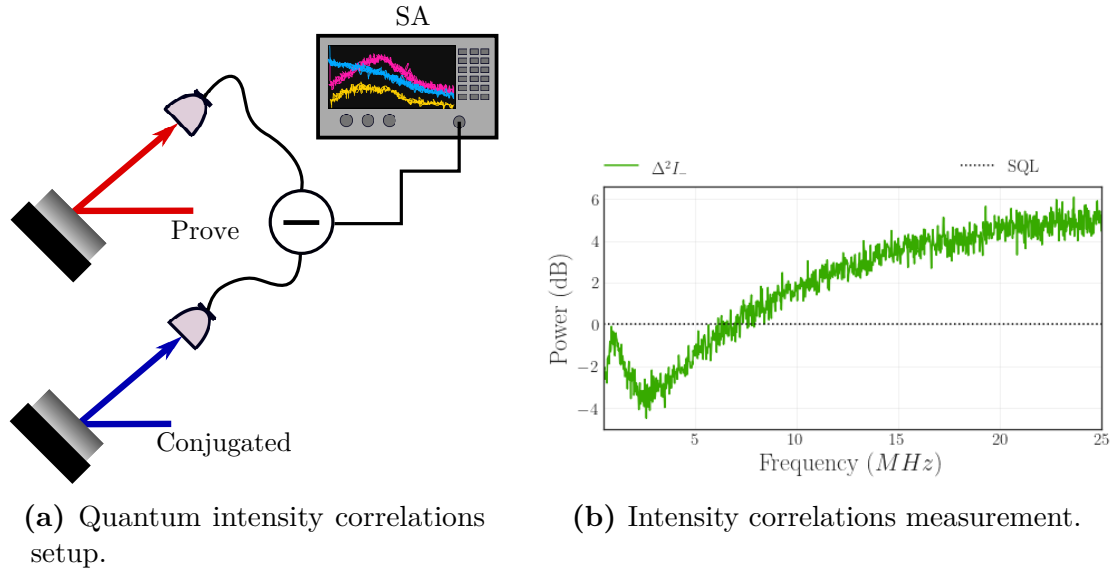 SA
Prove
Conjugated
Δ²I₋
SQL
6
4
2
0
−2
−4
Power (dB)
5
10
15
20
25
Frequency (MHz)
(a) Quantum intensity correlations
setup.
(b) Intensity correlations measurement.